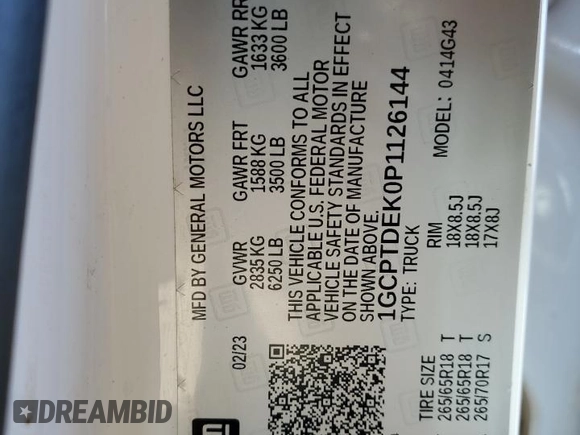 MFD BY GENERAL MOTORS LLC
02/23 GVWR GAWR FRT GAWR RR
2835 KG 1588 KG 1633 KG
6250 LB 3500 LB 3600 LB
THIS VEHICLE CONFORMS TO ALL
APPLICABLE U.S. FEDERAL MOTOR
VEHICLE SAFETY STANDARDS IN EFFECT
ON THE DATE OF MANUFACTURE
SHOWN ABOVE.
1GCPTDEK0P1126144
TYPE: TRUCK MODEL: 0414G43
TIRE SIZE RIM
265/65R18 T 18X8.5J
265/65R18 T 18X8.5J
265/70R17 S 17X8J
DREAMBID